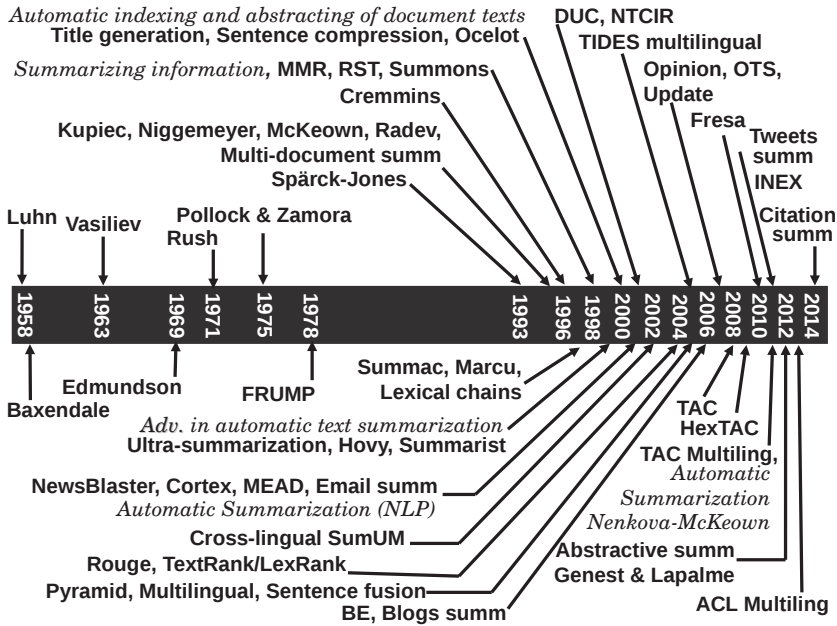 Automatic indexing and abstracting of document texts
Title generation, Sentence compression, Ocelot
DUC, NTCIR
TIDES multilingual
Summarizing information, MMR, RST, Summons
Opinion, OTS,
Update
Cremmins
Fresa
Kupiec, Niggemeyer, McKeown, Radev,
Multi-document summ
Tweets
summ
INEX
Spärck-Jones
Luhn
Vasiliev
Pollock & Zamora
Rush
Citation
summ
1958
1963
1969
1971
1975
1978
1993
1996
1998
2000
2002
2004
2006
2008
2010
2012
2014
Baxendale
Edmundson
FRUMP
Summac, Marcu,
Lexical chains
Adv. in automatic text summarization
Ultra-summarization, Hovy, Summarist
NewsBlaster, Cortex, MEAD, Email summ
Automatic Summarization (NLP)
Cross-lingual SumUM
Rouge, TextRank/LexRank
Pyramid, Multilingual, Sentence fusion
BE, Blogs summ
TAC
HexTAC
TAC Multiling,
Automatic
Summarization
Nenkova-McKeown
Abstractive summ
Genest & Lapalme
ACL Multiling